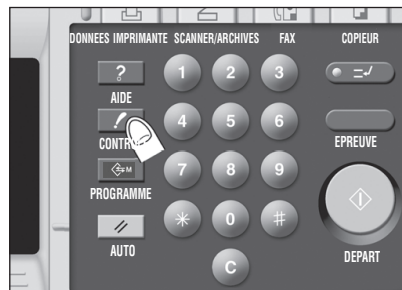 DONNEES IMPRIMANTE SCANNER/ARCHIVES FAX COPIEUR
? 1 2 3
AIDE
4 5 6
CONTR
EPREUVE
M 7 8 9
PROGRAMME
* 0 #
AUTO
DEPART
C